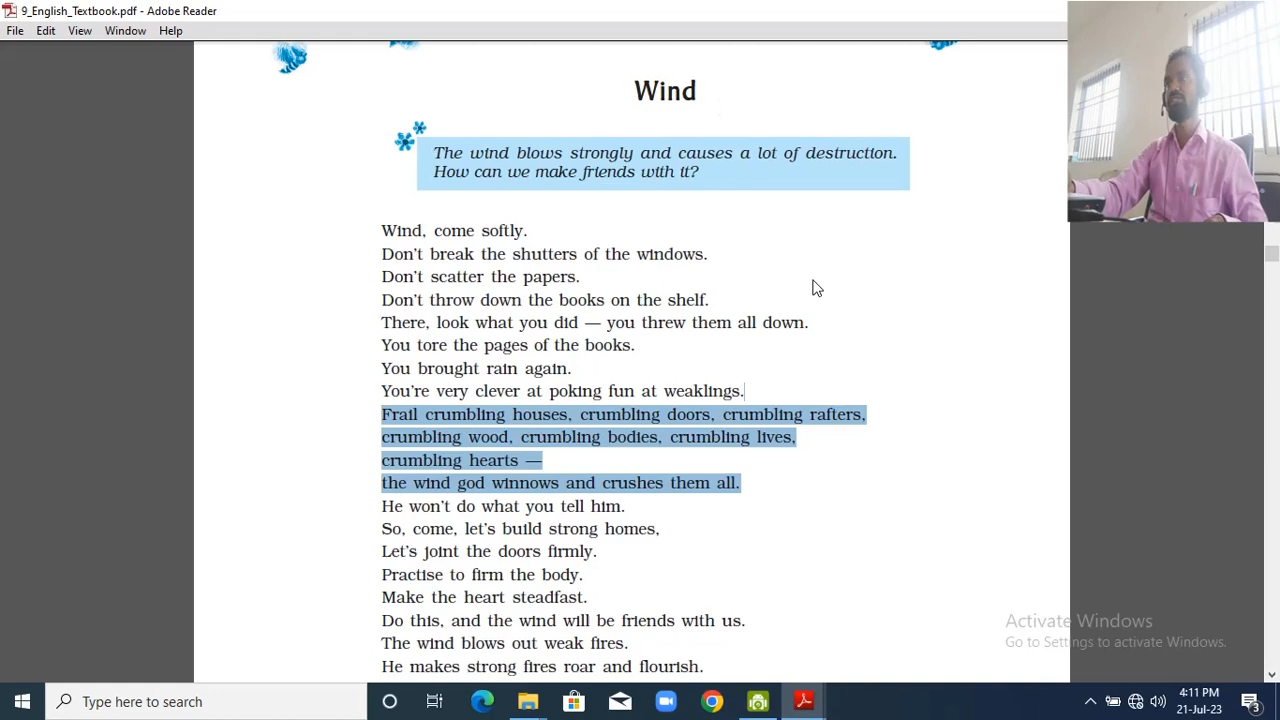 9_English_Textbook.pdf - Adobe Reader
File Edit View Window Help
Wind
The wind blows strongly and causes a lot of destruction.
How can we make friends with it?
Wind, come softly.
Don't break the shutters of the windows.
Don't scatter the papers.
Don't throw down the books on the shelf.
There, look what you did — you threw them all down.
You tore the pages of the books.
You brought rain again.
You're very clever at poking fun at weaklings.
Frail crumbling houses, crumbling doors, crumbling rafters,
crumbling wood, crumbling bodies, crumbling lives,
crumbling hearts —
the wind god winnows and crushes them all.
He won't do what you tell him.
So, come, let's build strong homes,
Let's joint the doors firmly.
Practise to firm the body.
Make the heart steadfast.
Do this, and the wind will be friends with us.
The wind blows out weak fires.
He makes strong fires roar and flourish.
Activate Windows
Go to Settings to activate Windows.
Type here to search
4:11 PM
21-Jul-23
3